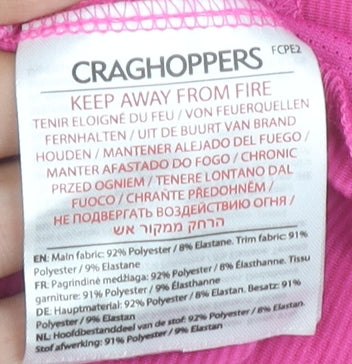 CRAGHOPPERS
FCPE2
KEEP AWAY FROM FIRE
TENIR ELOIGNÉ DU FEU / VON FEUERQUELLEN
FERNHALTEN / UIT DE BUURT VAN BRAND
HOUDEN / MANTENER ALEJADO DEL FUEGO /
MANTER AFASTADO DO FOGO / CHRONIC
PRZED OGNIEM / TENERE LONTANO DAL
FUOCO / CHRAŇTE PŘEDOHNĚM /
НЕ ПОДВЕРГАТЬ ВОЗДЕЙСТВИЮ ОГНЯ /
הרחק ממקור אש
EN: Main fabric: 92% Polyester / 8% Elastane. Trim fabric: 91%
Polyester / 9% Elastane
FR: Pagrindinė medžiaga: 92% Polyester / 8% Élasthanne. Tissu
garniture: 91% Polyester / 9% Élasthanne
DE: Hauptmaterial: 92% Polyester / 8% Elastan. Besatz: 91%
Polyester / 9% Elastan
NL: Hoofdbestanddeel van de stof: 92% Polyester / 8% Elastan.
Stof afwerking: 91% Polyester / 9% Elastan